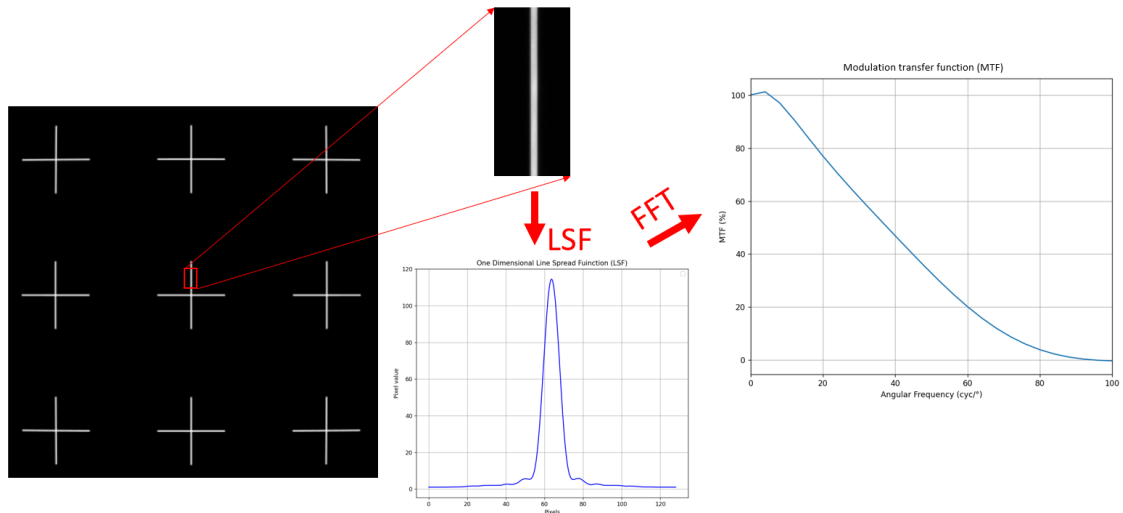 LSF
FFT
One Dimensional Line Spread Fuinction (LSF)
Pixel value
120
100
80
60
40
20
0
0 20 40 60 80 100 120
Pixels
Modulation transfer function (MTF)
MTF (%)
100
80
60
40
20
0
0 20 40 60 80 100
Angular Frequency (cyc/°)